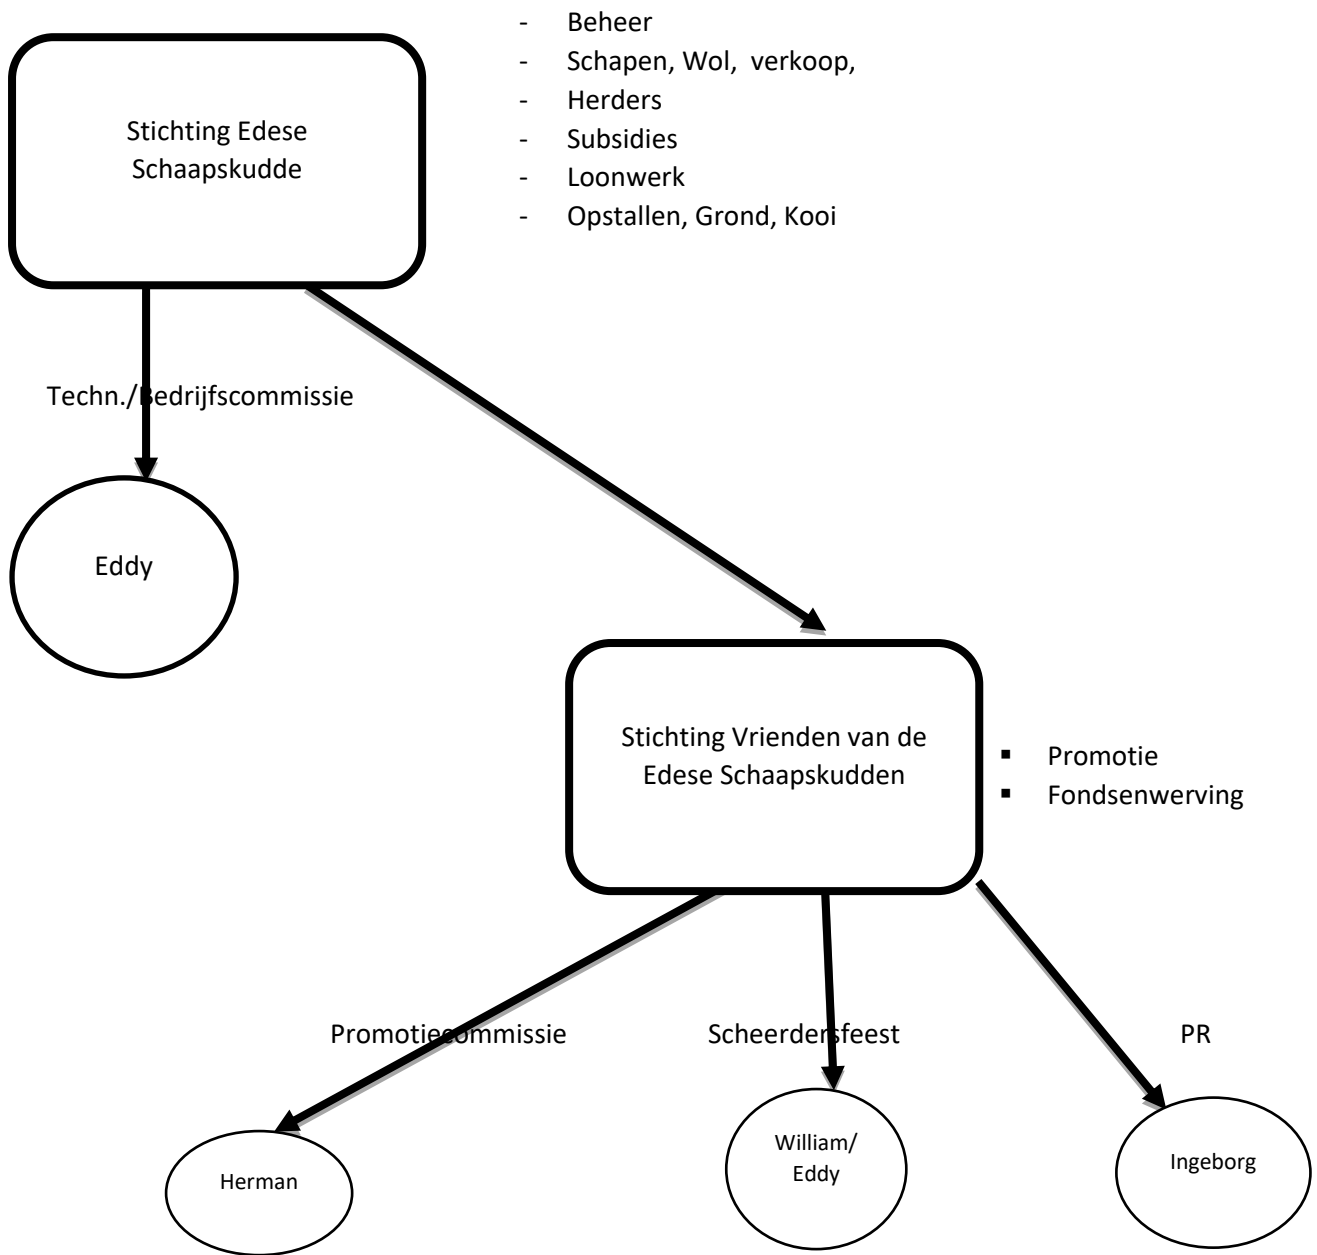 - Beheer
- Schapen, Wol, verkoop,
- Herders
- Subsidies
- Loonwerk
- Opstallen, Grond, Kooi
Stichting Edese
Schaapskudde
Techn./Bedrijfscommissie
Eddy
Stichting Vrienden van de
Edese Schaapskudden
▪ Promotie
▪ Fondsenwerving
Promotiecommissie
Scheerdersfeest
PR
Herman
William/
Eddy
Ingeborg